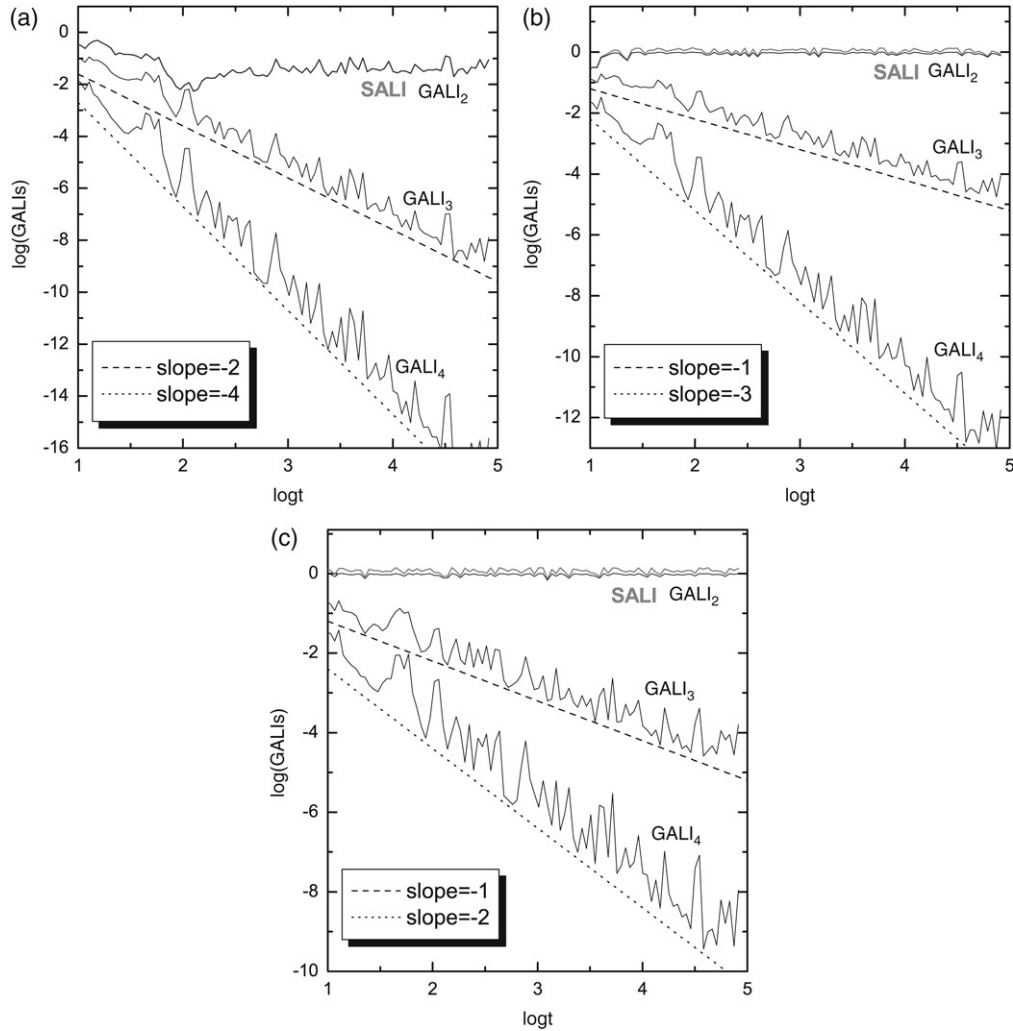 (a)
0
-2
-4
-6
-8
-10
-12
-14
-16
log(GALIs)
SALI GALI₂
GALI₃
GALI₄
slope=-2
slope=-4
1 2 3 4 5
logt
(b)
0
-2
-4
-6
-8
-10
-12
log(GALIs)
SALI GALI₂
GALI₃
GALI₄
slope=-1
slope=-3
1 2 3 4 5
logt
(c)
0
-2
-4
-6
-8
-10
log(GALIs)
SALI GALI₂
GALI₃
GALI₄
slope=-1
slope=-2
1 2 3 4 5
logt